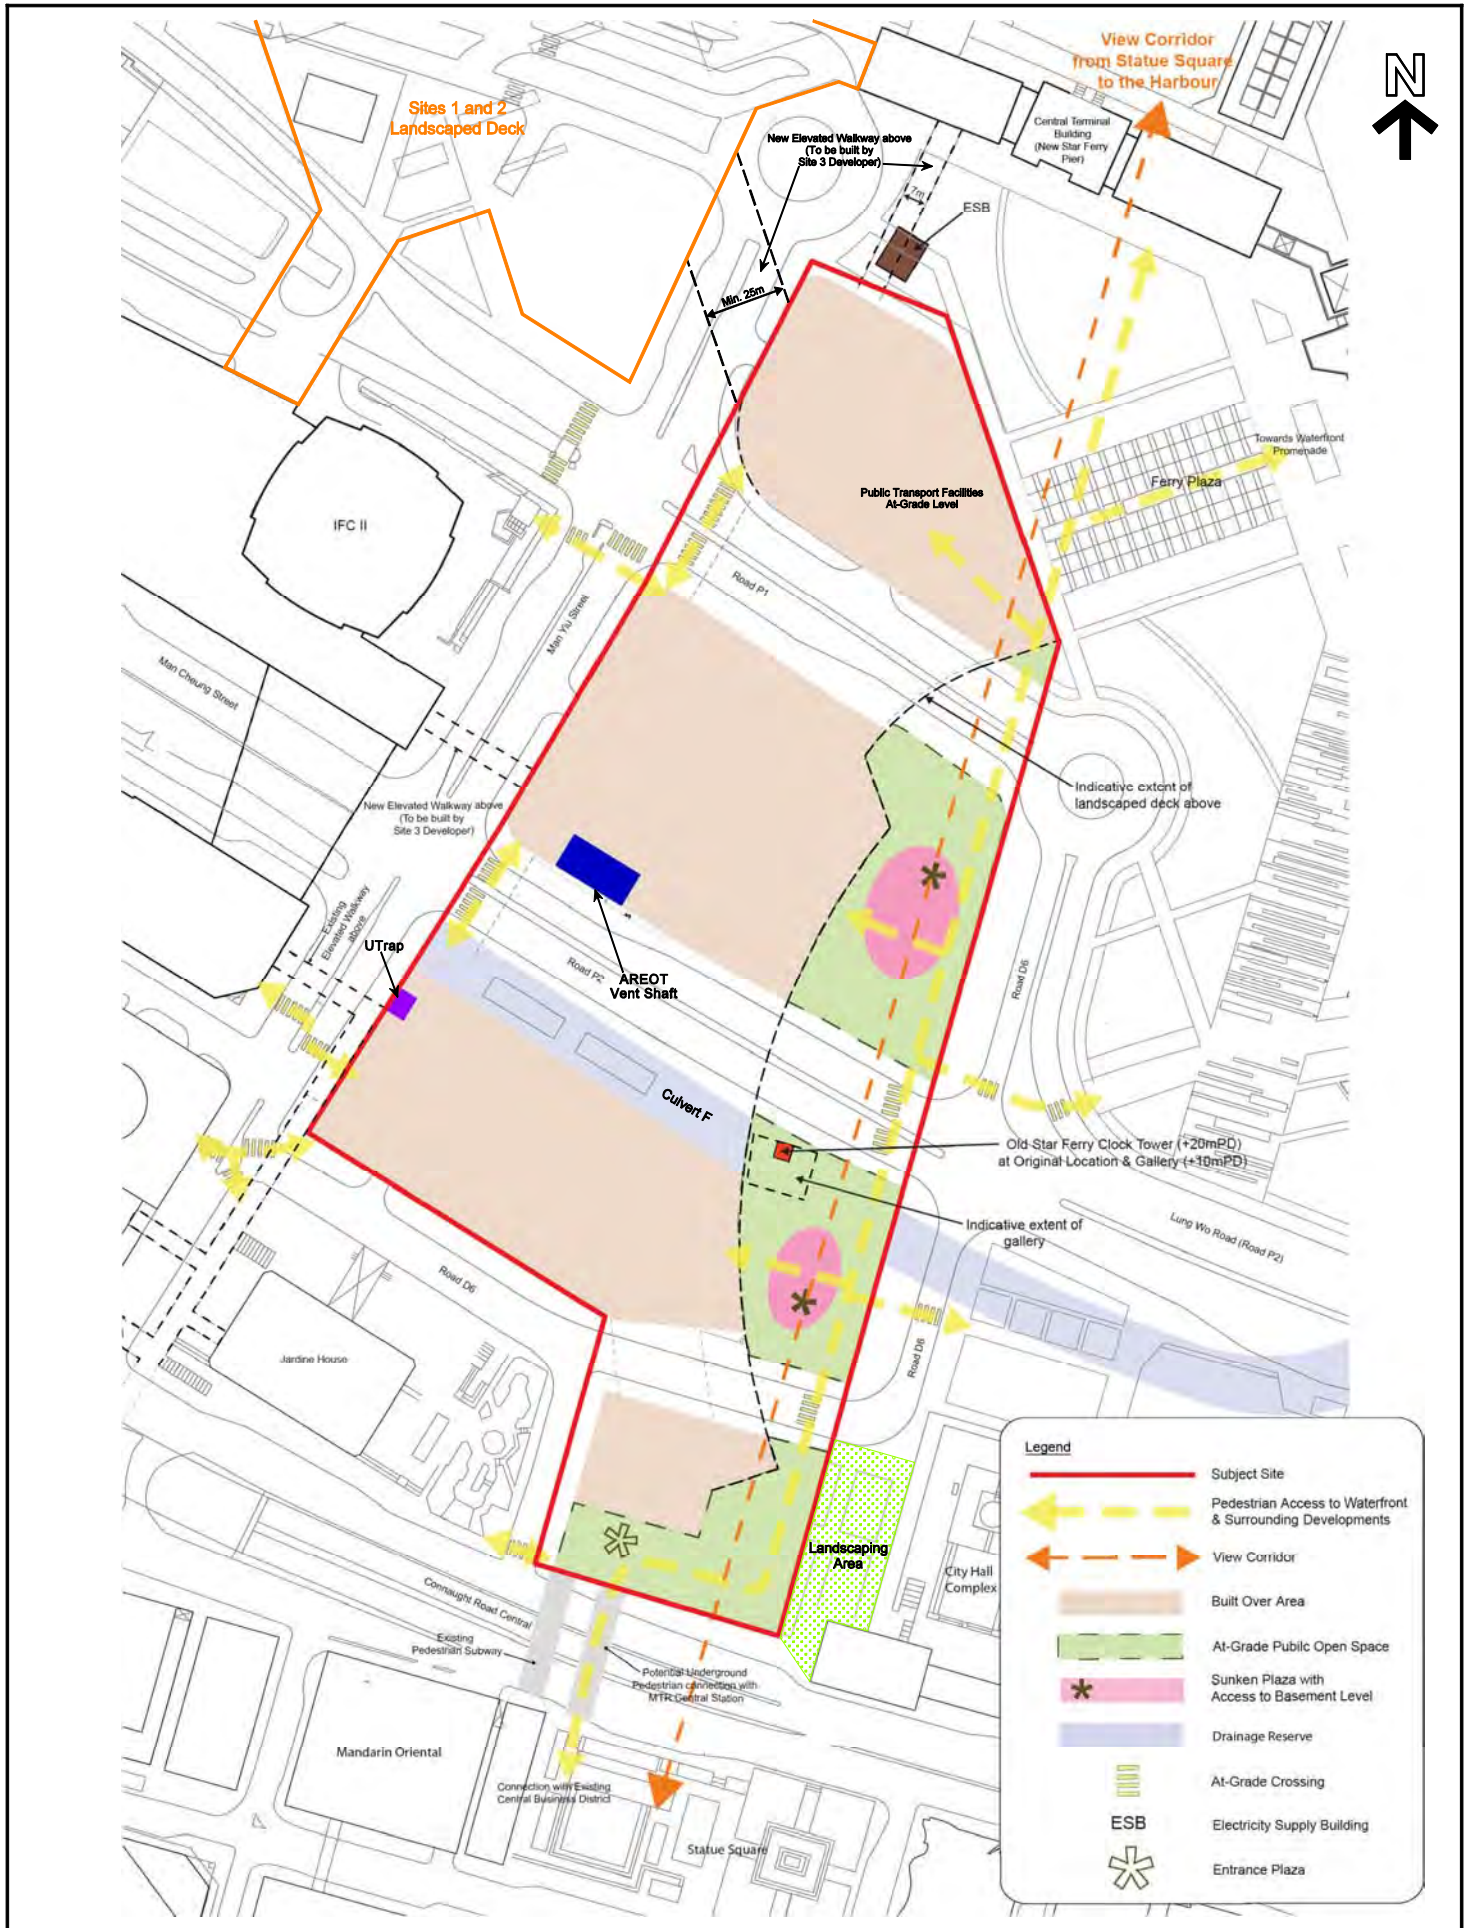 View Corridor
from Statue Square
to the Harbour
N
Sites 1 and 2
Landscaped Deck
New Elevated Walkway above
(To be built by
Site 3 Developer)
Central Terminal
Building
(New Star Ferry
Pier)
7m
ESB
Min. 25m
Towards Waterfront
Promenade
Ferry Plaza
Public Transport Facilities
At-Grade Level
IFC II
Road P1
Man Yiu Street
Man Cheung Street
Indicative extent of
landscaped deck above
New Elevated Walkway above
(To be built by
Site 3 Developer)
Existing
Elevated Walkway
above
UTrap
Road P2
AREOT
Vent Shaft
Road D6
Culvert F
Old Star Ferry Clock Tower (+20mPD)
at Original Location & Gallery (+10mPD)
Indicative extent of
gallery
Lung Wo Road (Road P2)
Road D6
Jardine House
Road D6
Landscaping
Area
City Hall
Complex
Connaught Road Central
Existing
Pedestrian Subway
Potential Underground
Pedestrian connection with
MTR Central Station
Mandarin Oriental
Connection with Existing
Central Business District
Statue Square
Legend
Subject Site
Pedestrian Access to Waterfront
& Surrounding Developments
View Corridor
Built Over Area
At-Grade Public Open Space
Sunken Plaza with
Access to Basement Level
Drainage Reserve
At-Grade Crossing
ESB
Electricity Supply Building
Entrance Plaza